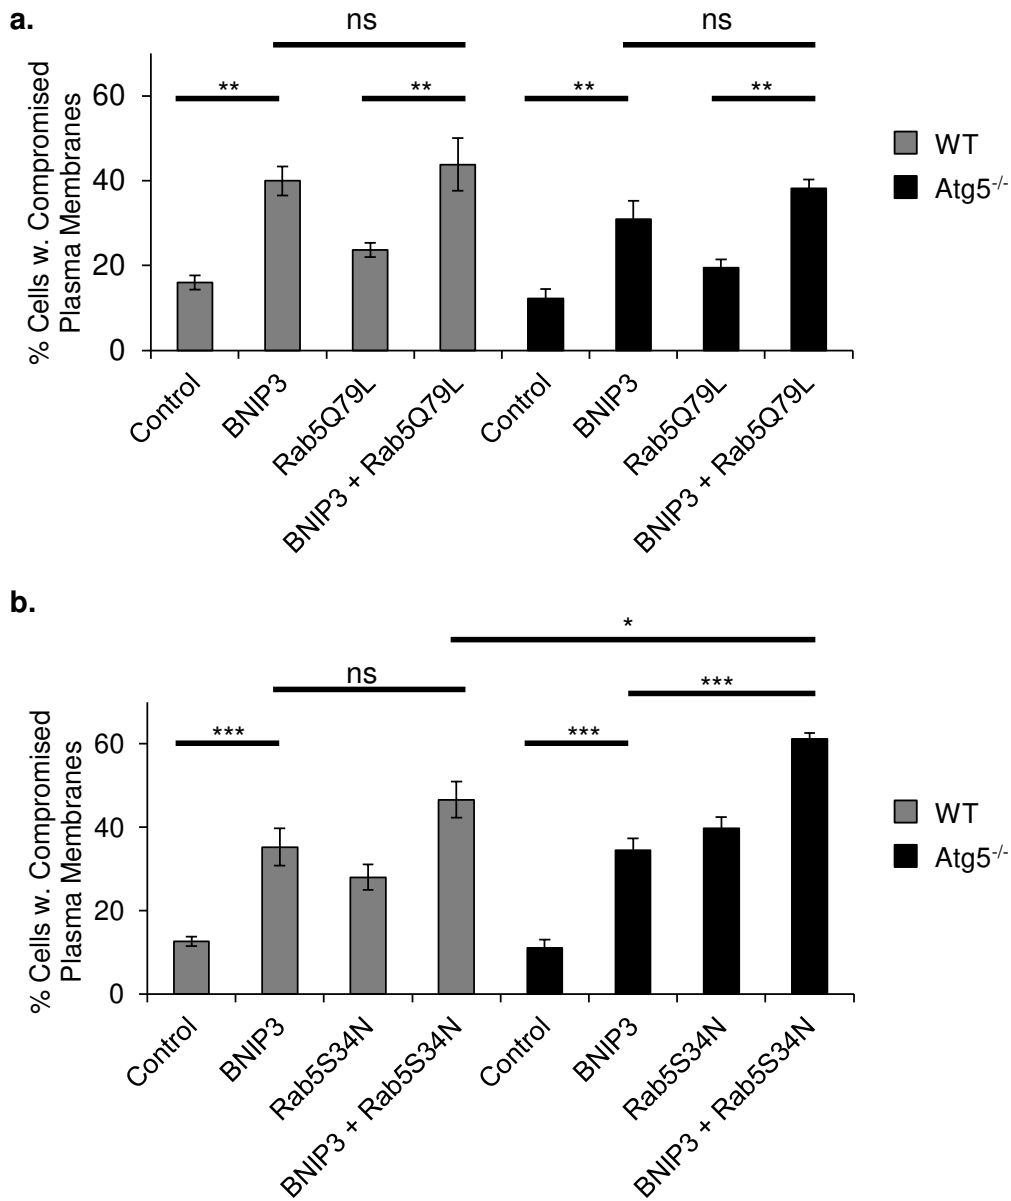 a.
ns
ns
**
**
**
**
% Cells w. Compromised
Plasma Membranes
60
40
20
0
Control
BNIP3
Rab5Q79L
BNIP3 + Rab5Q79L
Control
BNIP3
Rab5Q79L
BNIP3 + Rab5Q79L
WT
Atg5-/-
b.
*
ns
***
***
***
% Cells w. Compromised
Plasma Membranes
60
40
20
0
Control
BNIP3
Rab5S34N
BNIP3 + Rab5S34N
Control
BNIP3
Rab5S34N
BNIP3 + Rab5S34N
WT
Atg5-/-